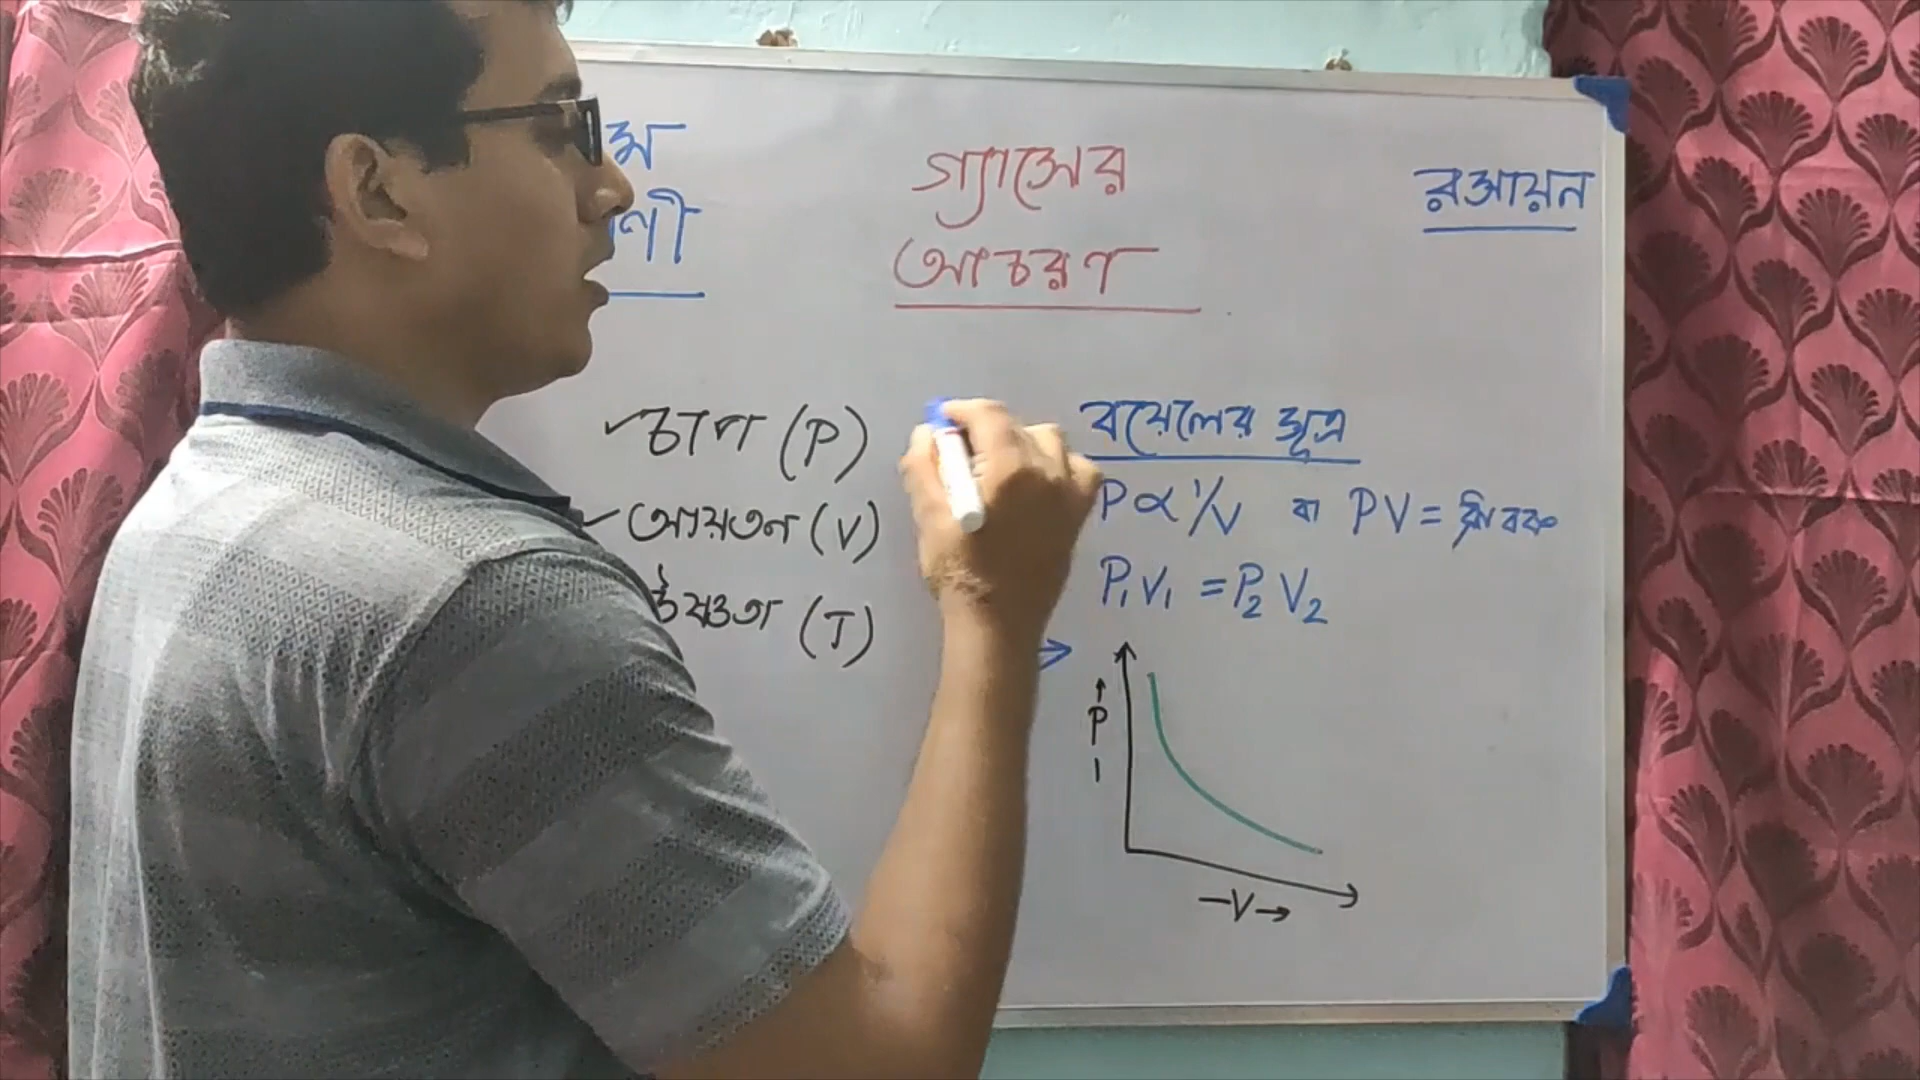 গ্যাসের
আচরণ
রসায়ন
চাপ (P)
আয়তন (V)
উষ্ণতা (T)
বয়েলের সূত্র
P ∝ 1/V বা PV = ধ্রুবক
P₁V₁ = P₂V₂
P
V